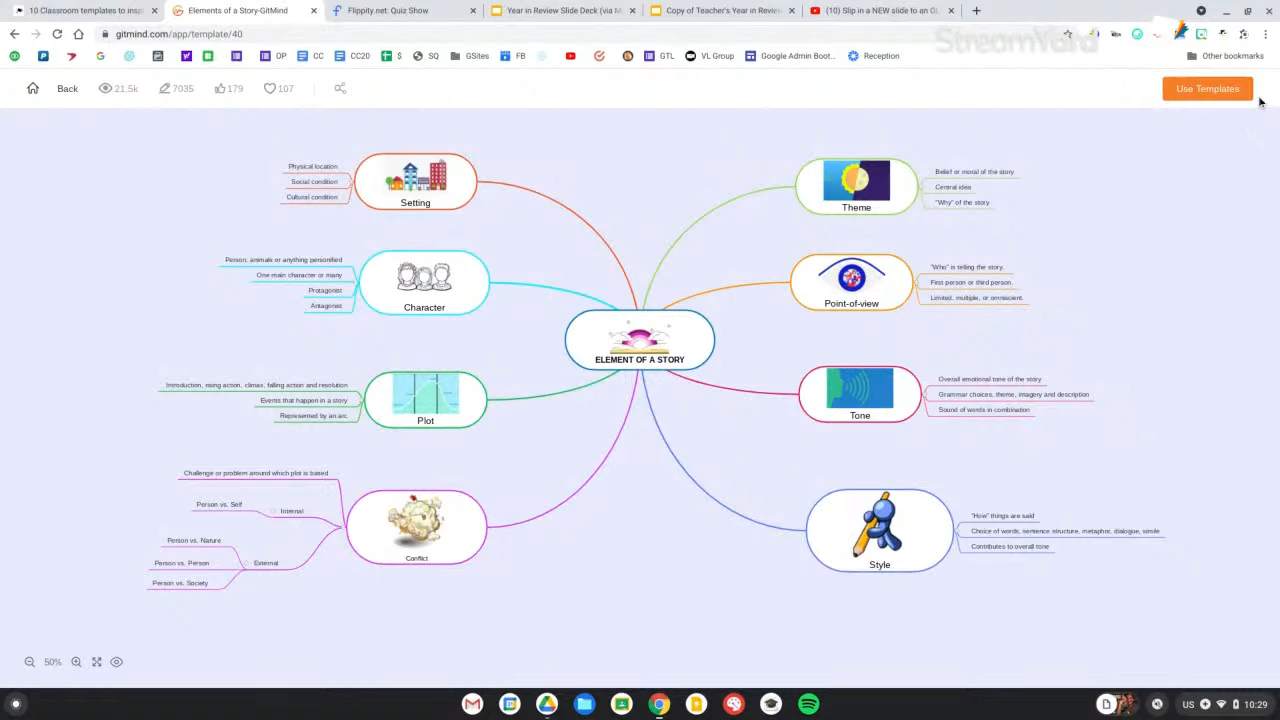 10 Classroom templates to insp
Elements of a Story-GitMind
Flippity.net: Quiz Show
Year in Review Slide Deck (via M
Copy of Teacher's Year in Review
(10) Slip in a NEW slide to an OL
gitmind.com/app/template/40
StreamYard
OP
CC
CC20
$
SQ
GSites
FB
GTL
VL Group
Google Admin Boot...
Reception
Other bookmarks
Back
21.5k
7035
179
107
Use Templates
Physical location
Social condition
Cultural condition
Setting
Person, animals or anything personified
One main character or many
Protagonist
Antagonist
Character
Introduction, rising action, climax, falling action and resolution
Events that happen in a story
Represented by an arc
Plot
Challenge or problem around which plot is based
Person vs. Self
Internal
Person vs. Nature
Person vs. Person
External
Person vs. Society
Conflict
ELEMENT OF A STORY
Theme
Belief or moral of the story
Central idea
"Why" of the story
Point-of-view
"Who" is telling the story.
First person or third person.
Limited, multiple, or omniscient.
Tone
Overall emotional tone of the story
Grammar choices, theme, imagery and description
Sound of words in combination
Style
"How" things are said
Choice of words, sentence structure, metaphor, dialogue, simile
Contributes to overall tone
50%
US
10:29